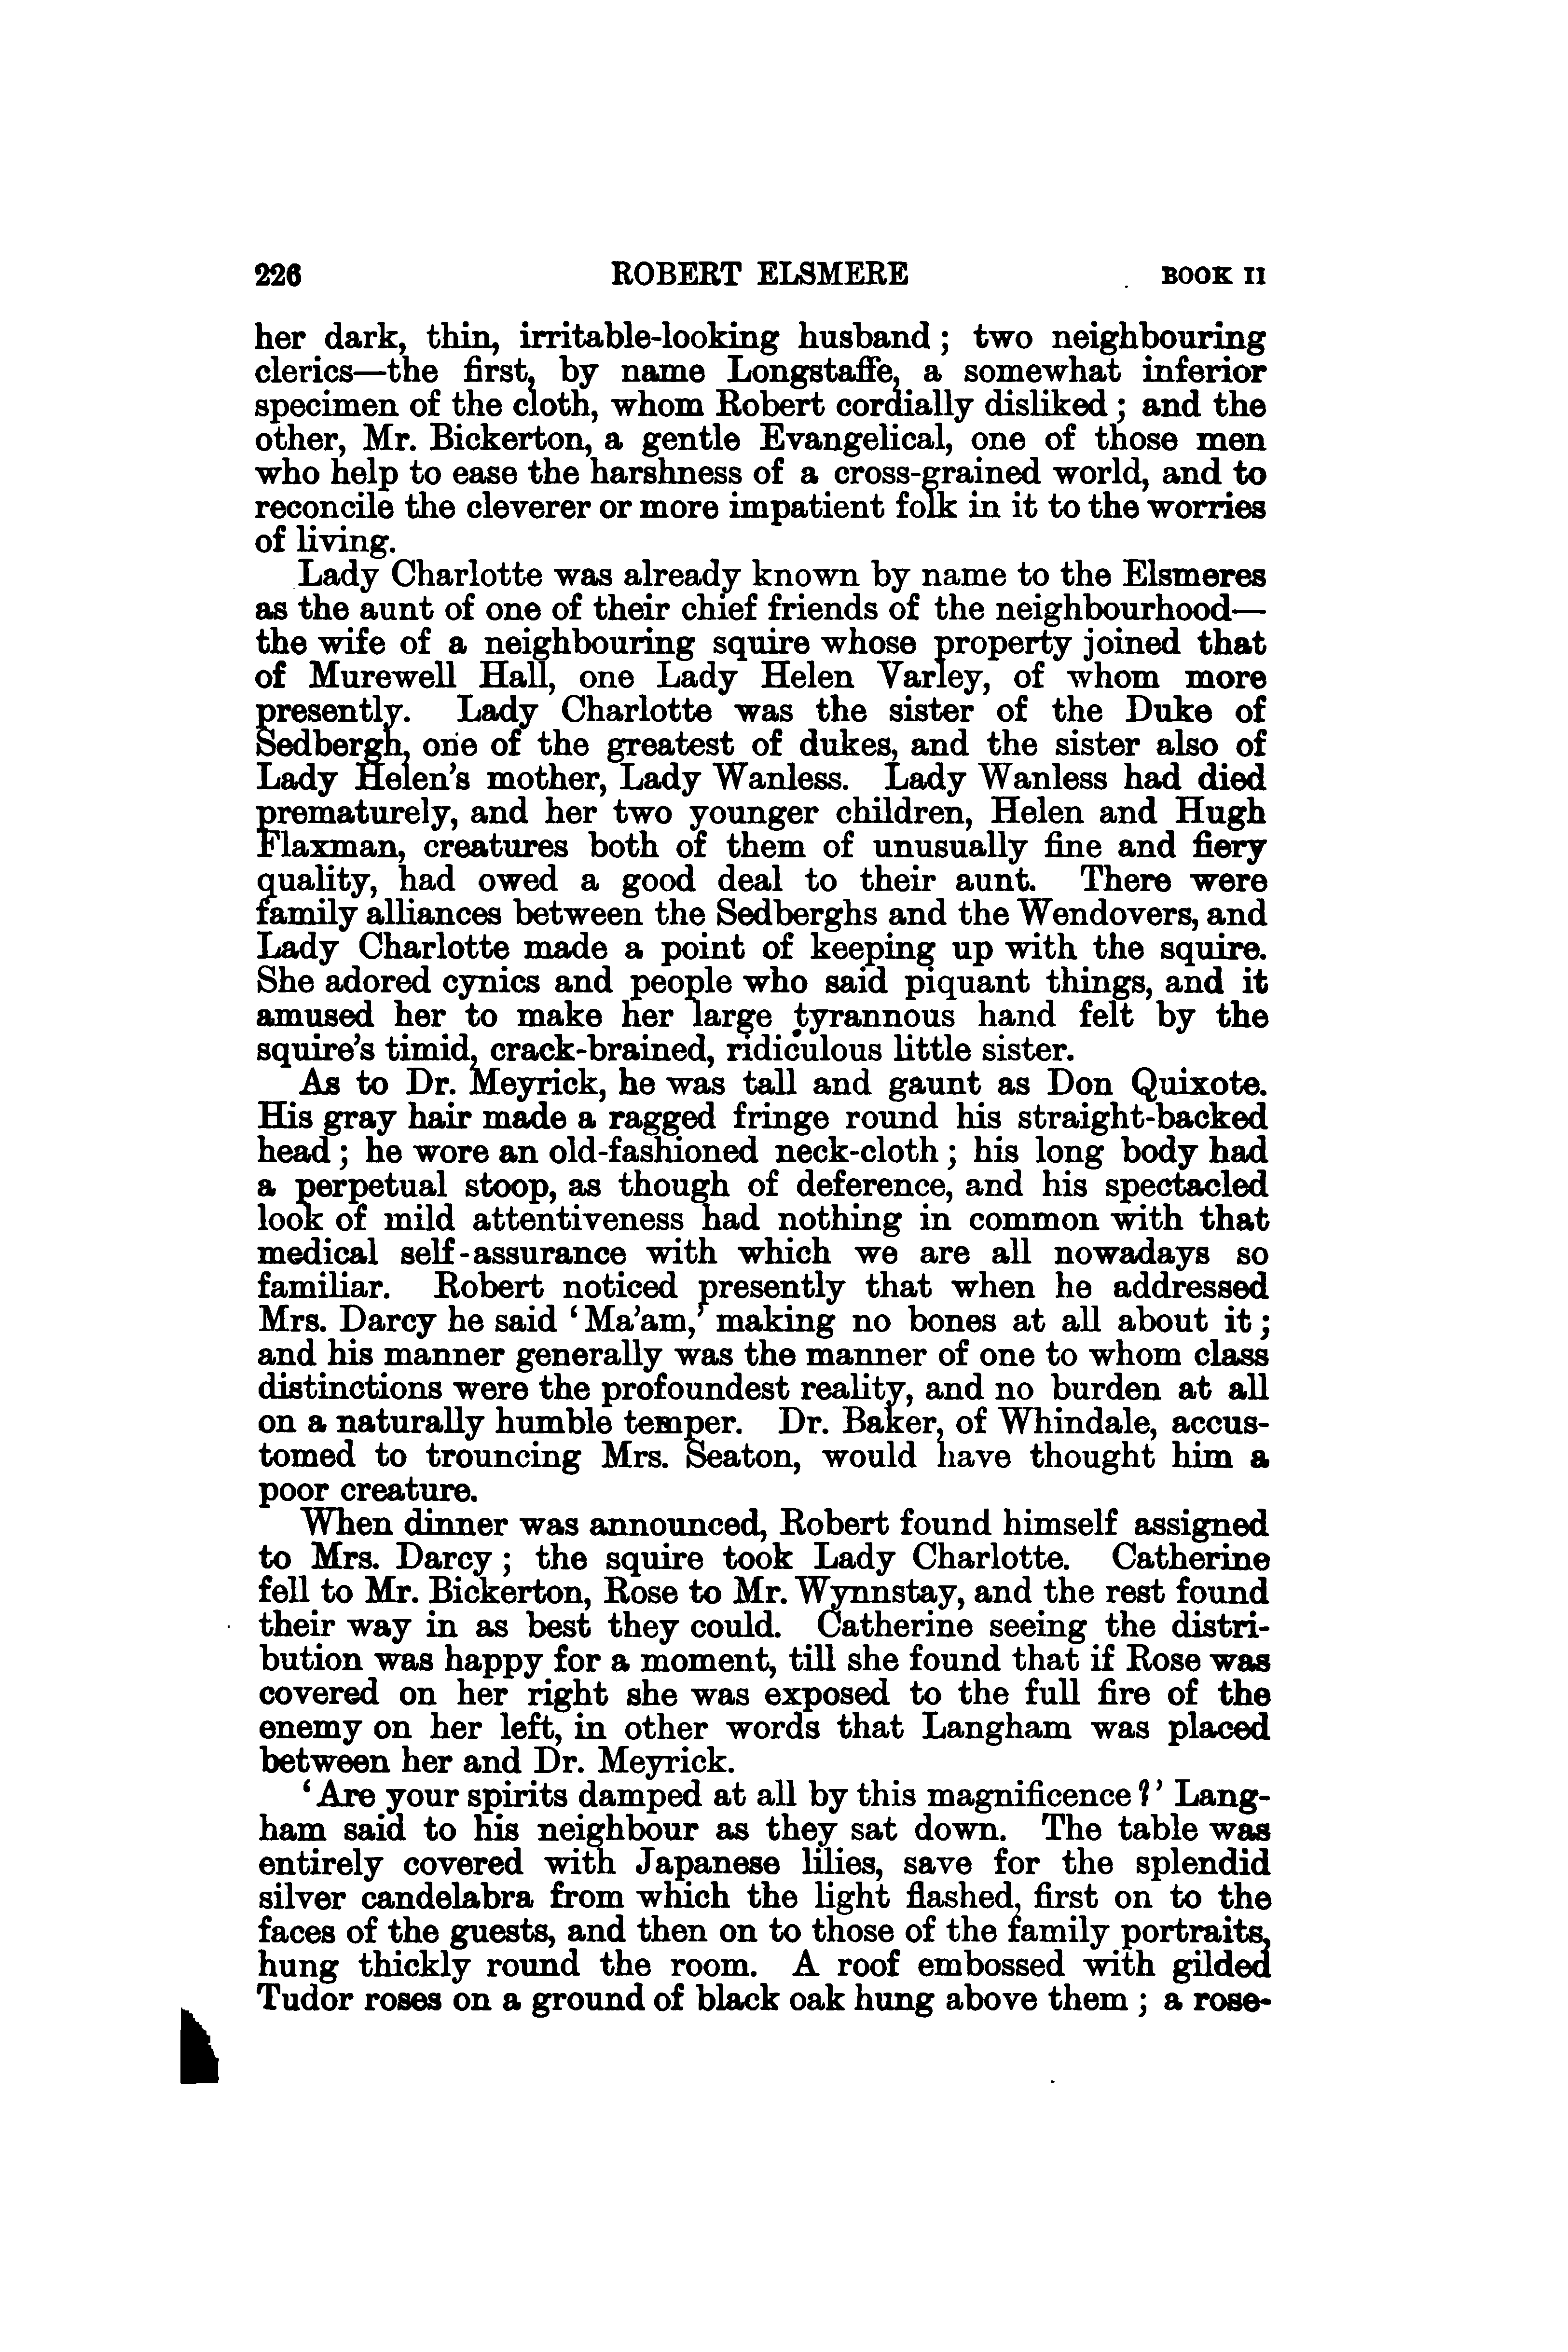 226 ROBERT ELSMERE BOOK II
her dark, thin, irritable-looking husband; two neighbouring
clerics—the first, by name Longstaffe, a somewhat inferior
specimen of the cloth, whom Robert cordially disliked; and the
other, Mr. Bickerton, a gentle Evangelical, one of those men
who help to ease the harshness of a cross-grained world, and to
reconcile the cleverer or more impatient folk in it to the worries
of living.
Lady Charlotte was already known by name to the Elsmeres
as the aunt of one of their chief friends of the neighbourhood—
the wife of a neighbouring squire whose property joined that
of Murewell Hall, one Lady Helen Varley, of whom more
presently. Lady Charlotte was the sister of the Duke of
Sedbergh, one of the greatest of dukes, and the sister also of
Lady Helen's mother, Lady Wanless. Lady Wanless had died
prematurely, and her two younger children, Helen and Hugh
Flaxman, creatures both of them of unusually fine and fiery
quality, had owed a good deal to their aunt. There were
family alliances between the Sedberghs and the Wendovers, and
Lady Charlotte made a point of keeping up with the squire.
She adored cynics and people who said piquant things, and it
amused her to make her large tyrannous hand felt by the
squire's timid, crack-brained, ridiculous little sister.
As to Dr. Meyrick, he was tall and gaunt as Don Quixote.
His gray hair made a ragged fringe round his straight-backed
head; he wore an old-fashioned neck-cloth; his long body had
a perpetual stoop, as though of deference, and his spectacled
look of mild attentiveness had nothing in common with that
medical self-assurance with which we are all nowadays so
familiar. Robert noticed presently that when he addressed
Mrs. Darcy he said 'Ma'am,' making no bones at all about it;
and his manner generally was the manner of one to whom class
distinctions were the profoundest reality, and no burden at all
on a naturally humble temper. Dr. Baker, of Whindale, accus-
tomed to trouncing Mrs. Seaton, would have thought him a
poor creature.
When dinner was announced, Robert found himself assigned
to Mrs. Darcy; the squire took Lady Charlotte. Catherine
fell to Mr. Bickerton, Rose to Mr. Wynnstay, and the rest found
their way in as best they could. Catherine seeing the distri-
bution was happy for a moment, till she found that if Rose was
covered on her right she was exposed to the full fire of the
enemy on her left, in other words that Langham was placed
between her and Dr. Meyrick.
'Are your spirits damped at all by this magnificence?' Lang-
ham said to his neighbour as they sat down. The table was
entirely covered with Japanese lilies, save for the splendid
silver candelabra from which the light flashed, first on to the
faces of the guests, and then on to those of the family portraits,
hung thickly round the room. A roof embossed with gilded
Tudor roses on a ground of black oak hung above them; a rose-